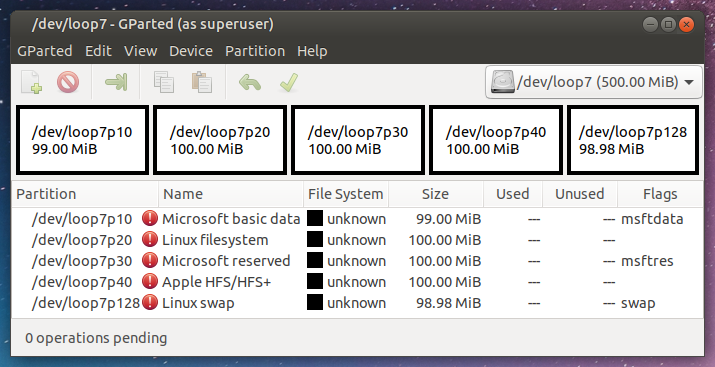 /dev/loop7 - GParted (as superuser)
GParted Edit View Device Partition Help
/dev/loop7 (500.00 MiB)
/dev/loop7p10 /dev/loop7p20 /dev/loop7p30 /dev/loop7p40 /dev/loop7p128
99.00 MiB 100.00 MiB 100.00 MiB 100.00 MiB 98.98 MiB
Partition Name File System Size Used Unused Flags
/dev/loop7p10 Microsoft basic data unknown 99.00 MiB --- --- msftdata
/dev/loop7p20 Linux filesystem unknown 100.00 MiB --- ---
/dev/loop7p30 Microsoft reserved unknown 100.00 MiB --- --- msftres
/dev/loop7p40 Apple HFS/HFS+ unknown 100.00 MiB --- ---
/dev/loop7p128 Linux swap unknown 98.98 MiB --- --- swap
0 operations pending